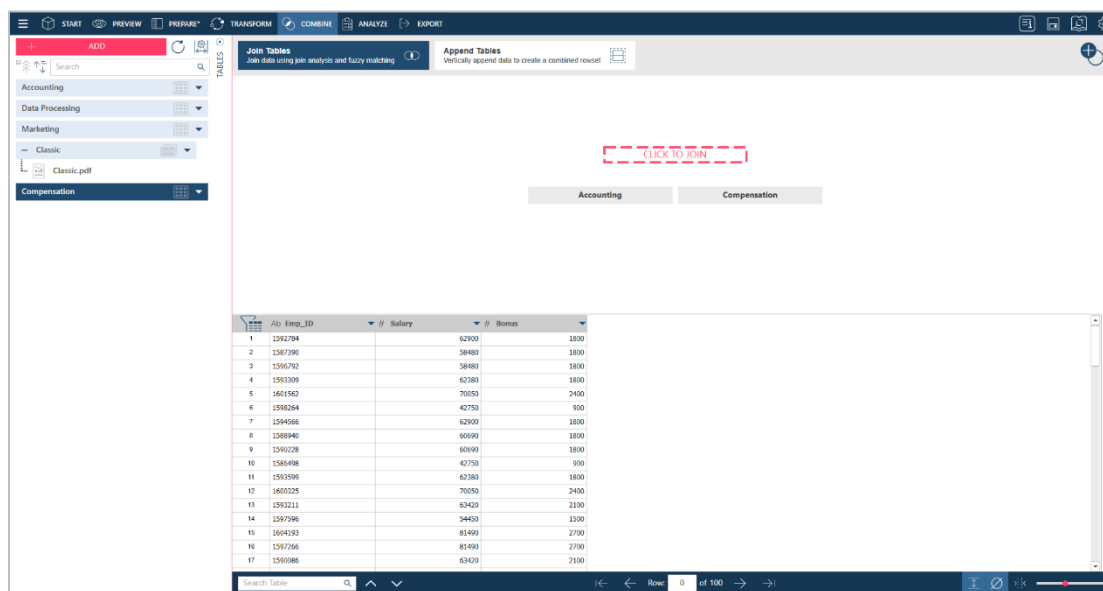 START PREVIEW PREPARE* TRANSFORM COMBINE ANALYZE EXPORT
+ ADD
Search
TABLES
Accounting
Data Processing
Marketing
− Classic
Classic.pdf
Compensation
Join Tables
Join data using join analysis and fuzzy matching
Append Tables
Vertically append data to create a combined rowset
CLICK TO JOIN
Accounting Compensation
Ab Emp_ID # Salary # Bonus
1 1592784 62900 1800
2 1587390 58480 1800
3 1596792 58480 1800
4 1593309 62380 1800
5 1601562 70050 2400
6 1598264 42750 900
7 1594566 62900 1800
8 1588940 60690 1800
9 1590228 60690 1800
10 1586498 42750 900
11 1593599 62380 1800
12 1600325 70050 2400
13 1593211 63420 2100
14 1597596 54450 1500
15 1604193 81490 2700
16 1597266 81490 2700
17 1590086 63420 2100
Search Table Row: 0 of 100